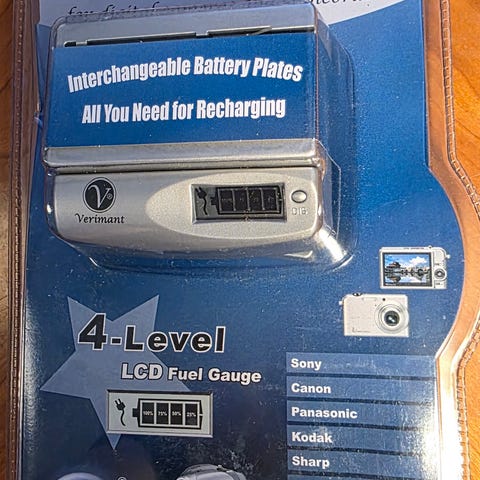 Interchangeable Battery Plates
All You Need for Recharging
V®
Verimant
4-Level
LCD Fuel Gauge
100% 75% 50% 25%
Sony
Canon
Panasonic
Kodak
Sharp